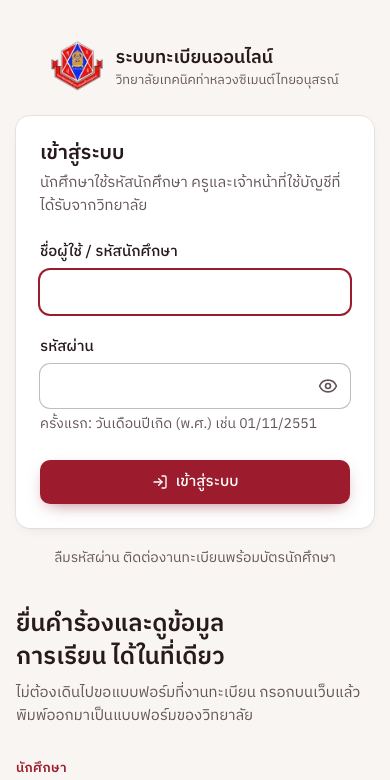 ระบบทะเบียนออนไลน์
วิทยาลัยเทคนิคท่าหลวงซิเมนต์ไทยอนุสรณ์
เข้าสู่ระบบ
นักศึกษาใช้รหัสนักศึกษา ครูและเจ้าหน้าที่ใช้บัญชีที่
ได้รับจากวิทยาลัย
ชื่อผู้ใช้ / รหัสนักศึกษา
รหัสผ่าน
ครั้งแรก: วันเดือนปีเกิด (พ.ศ.) เช่น 01/11/2551
เข้าสู่ระบบ
ลืมรหัสผ่าน ติดต่องานทะเบียนพร้อมบัตรนักศึกษา
ยื่นคำร้องและดูข้อมูล
การเรียน ได้ในที่เดียว
ไม่ต้องเดินไปขอแบบฟอร์มที่งานทะเบียน กรอกบนเว็บแล้ว
พิมพ์ออกมาเป็นแบบฟอร์มของวิทยาลัย
นักศึกษา